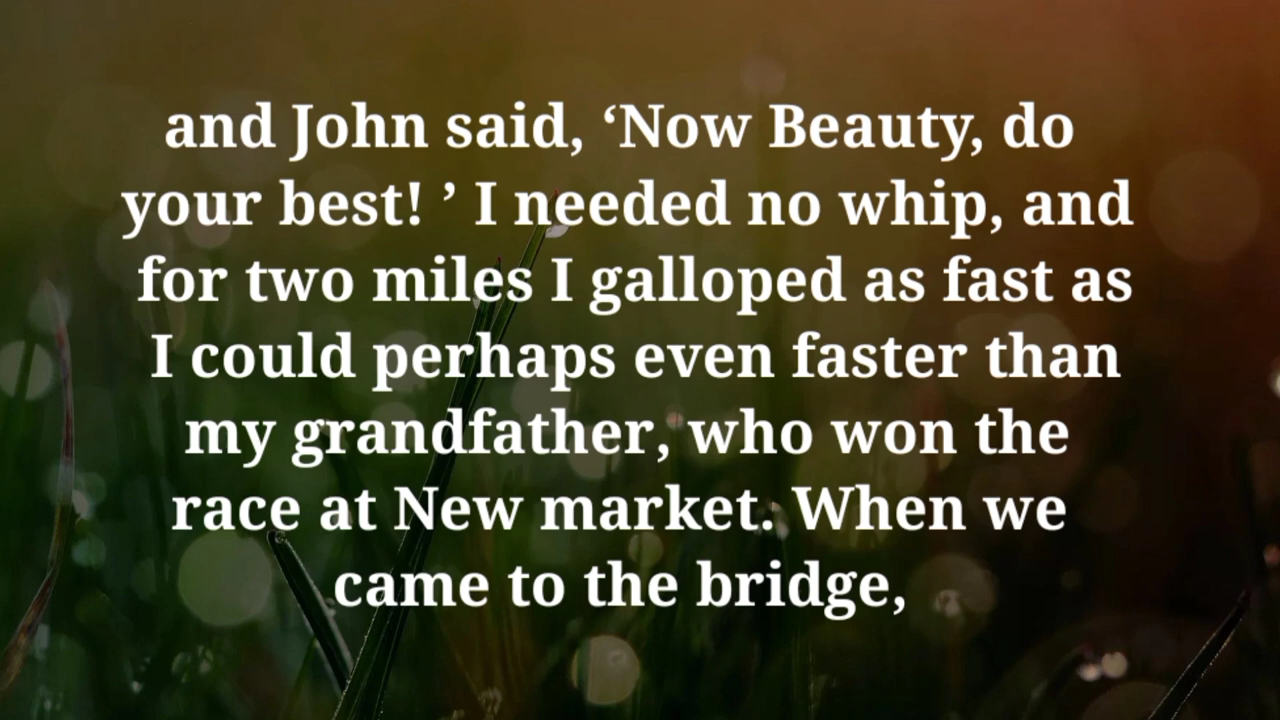 and John said, ‘Now Beauty, do
your best! ’ I needed no whip, and
for two miles I galloped as fast as
I could perhaps even faster than
my grandfather, who won the
race at New market. When we
came to the bridge,